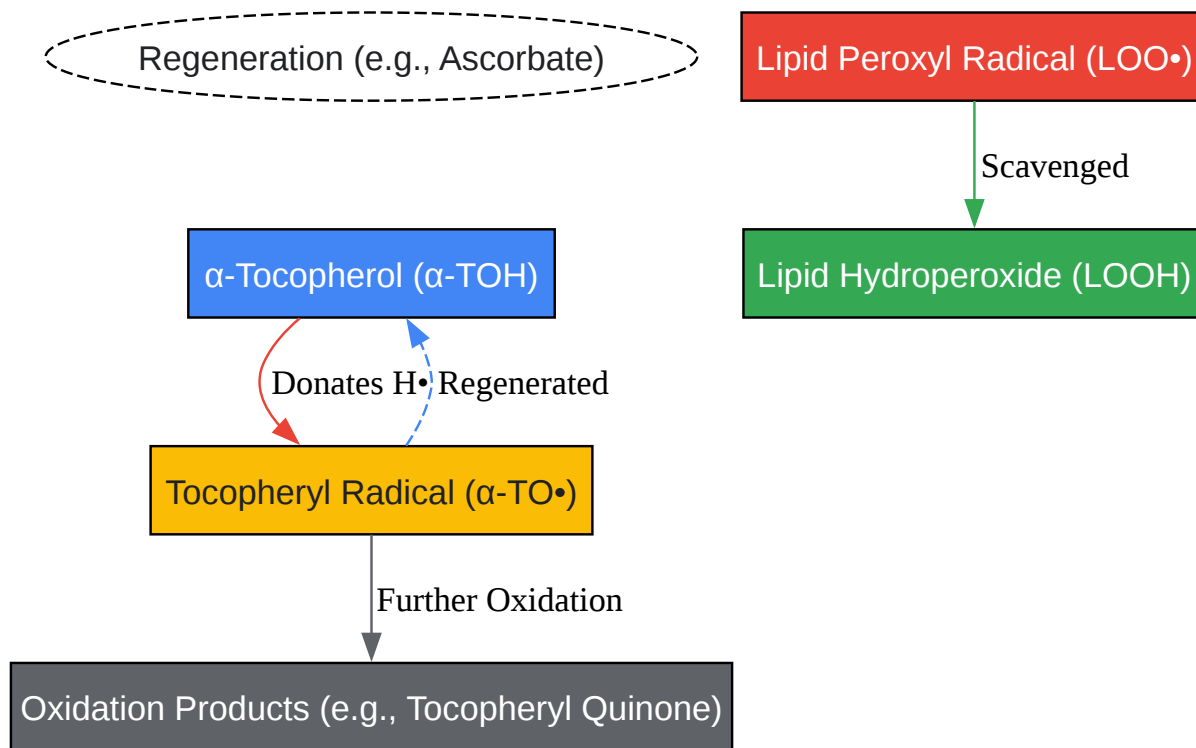 Regeneration (e.g., Ascorbate)
Lipid Peroxyl Radical (LOO•)
Scavenged
α-Tocopherol (α-TOH)
Lipid Hydroperoxide (LOOH)
Donates H•
Regenerated
Tocopheryl Radical (α-TO•)
Further Oxidation
Oxidation Products (e.g., Tocopheryl Quinone)